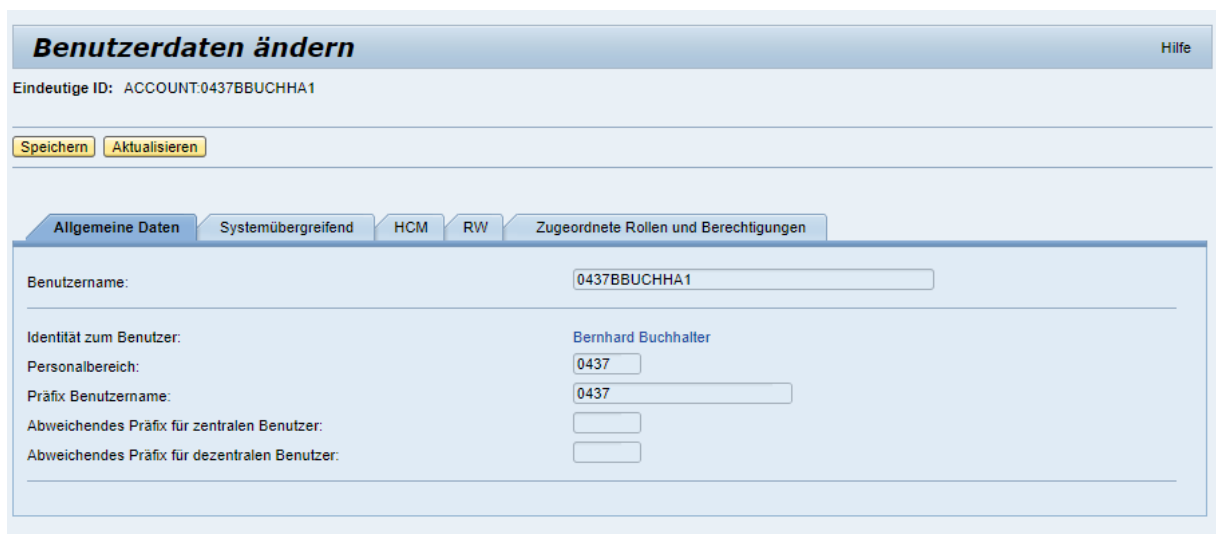 Benutzerdaten ändern Hilfe
Eindeutige ID: ACCOUNT:0437BBUCHHA1
Speichern Aktualisieren
Allgemeine Daten Systemübergreifend HCM RW Zugeordnete Rollen und Berechtigungen
Benutzername: 0437BBUCHHA1
Identität zum Benutzer: Bernhard Buchhalter
Personalbereich: 0437
Präfix Benutzername: 0437
Abweichendes Präfix für zentralen Benutzer:
Abweichendes Präfix für dezentralen Benutzer: